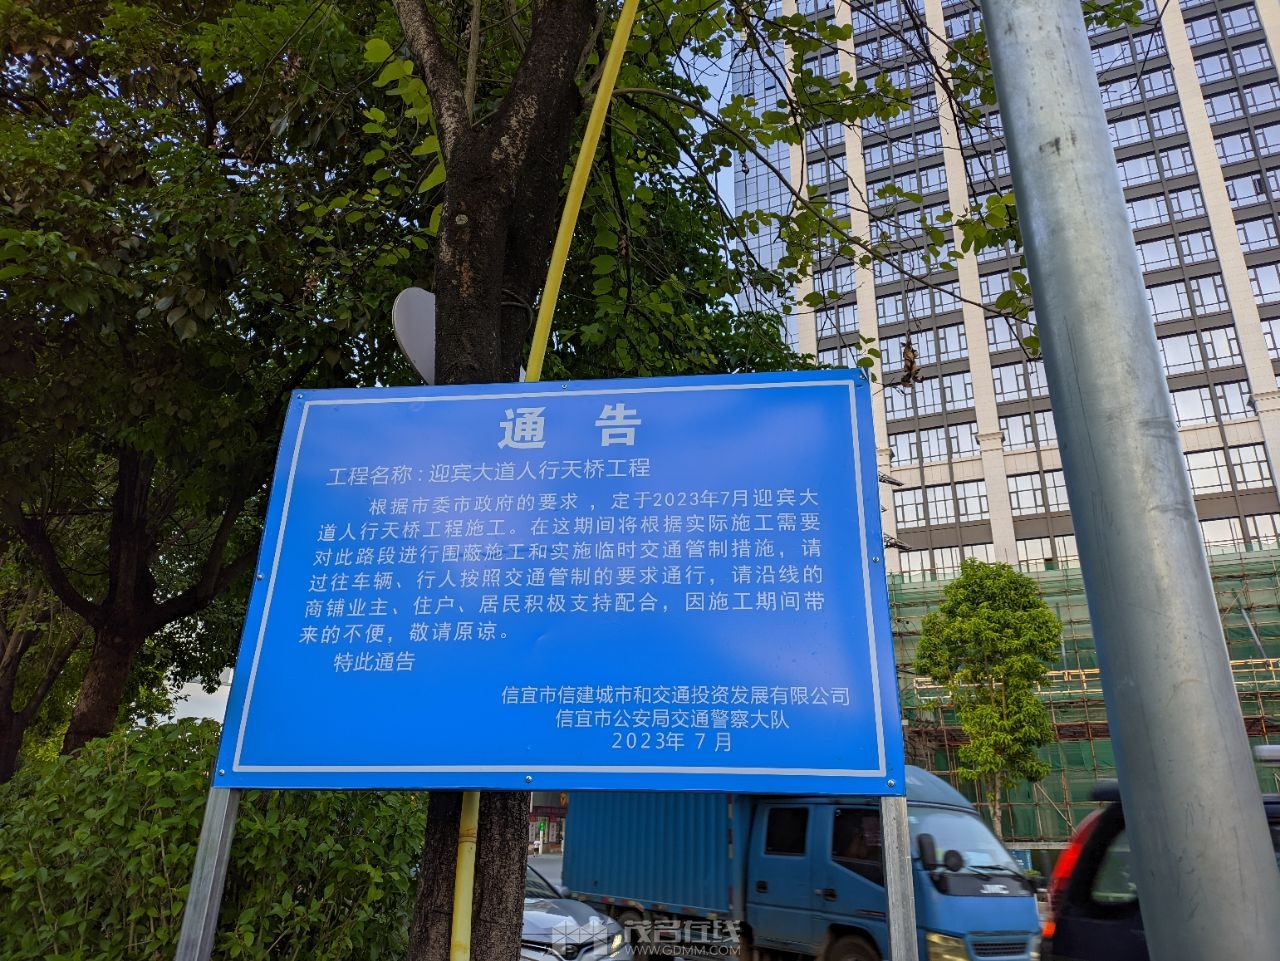 通告
工程名称：迎宾大道人行天桥工程
根据市委市政府的要求，定于2023年7月迎宾大
道人行天桥工程施工。在这期间将根据实际施工需要
对此路段进行围蔽施工和实施临时交通管制措施，请
过往车辆、行人按照交通管制的要求通行，请沿线的
商铺业主、住户、居民积极支持配合，因施工期间带
来的不便，敬请原谅。
特此通告
信宜市信建城市和交通投资发展有限公司
信宜市公安局交通警察大队
2023年7月
JMC
茂名在线
WWW.GDMM.COM